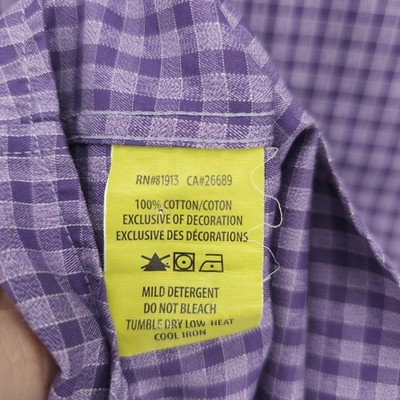 RN#81913 CA#26689
100% COTTON/COTON
EXCLUSIVE OF DECORATION
EXCLUSIVE DES DÉCORATIONS
MILD DETERGENT
DO NOT BLEACH
TUMBLE DRY LOW HEAT
COOL IRON